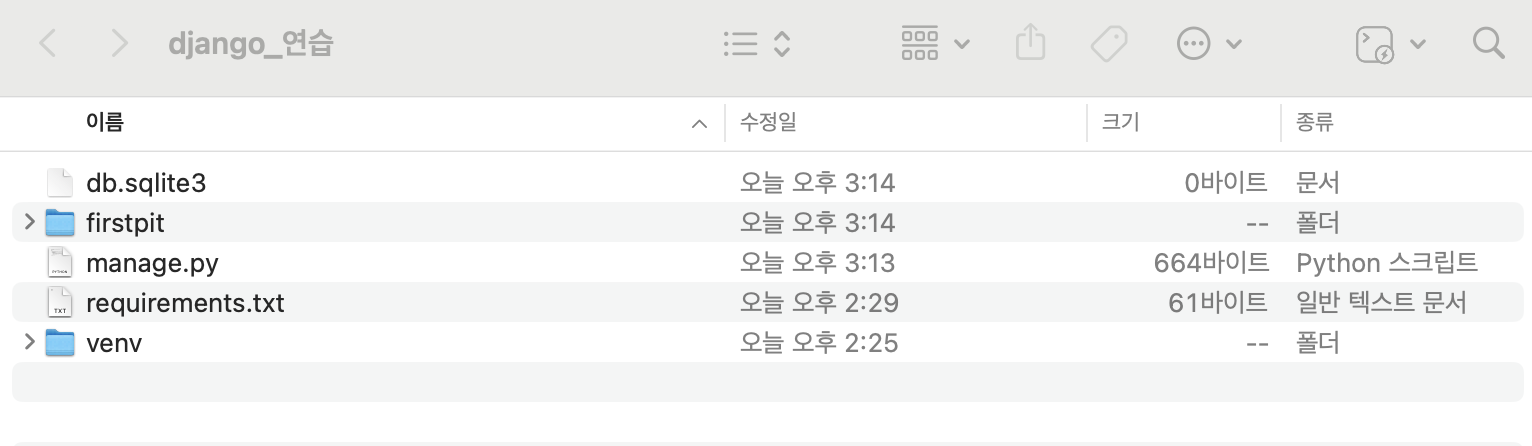 django_연습
이름 수정일 크기 종류
db.sqlite3 오늘 오후 3:14 0바이트 문서
firstpit 오늘 오후 3:14 -- 폴더
manage.py 오늘 오후 3:13 664바이트 Python 스크립트
requirements.txt 오늘 오후 2:29 61바이트 일반 텍스트 문서
venv 오늘 오후 2:25 -- 폴더